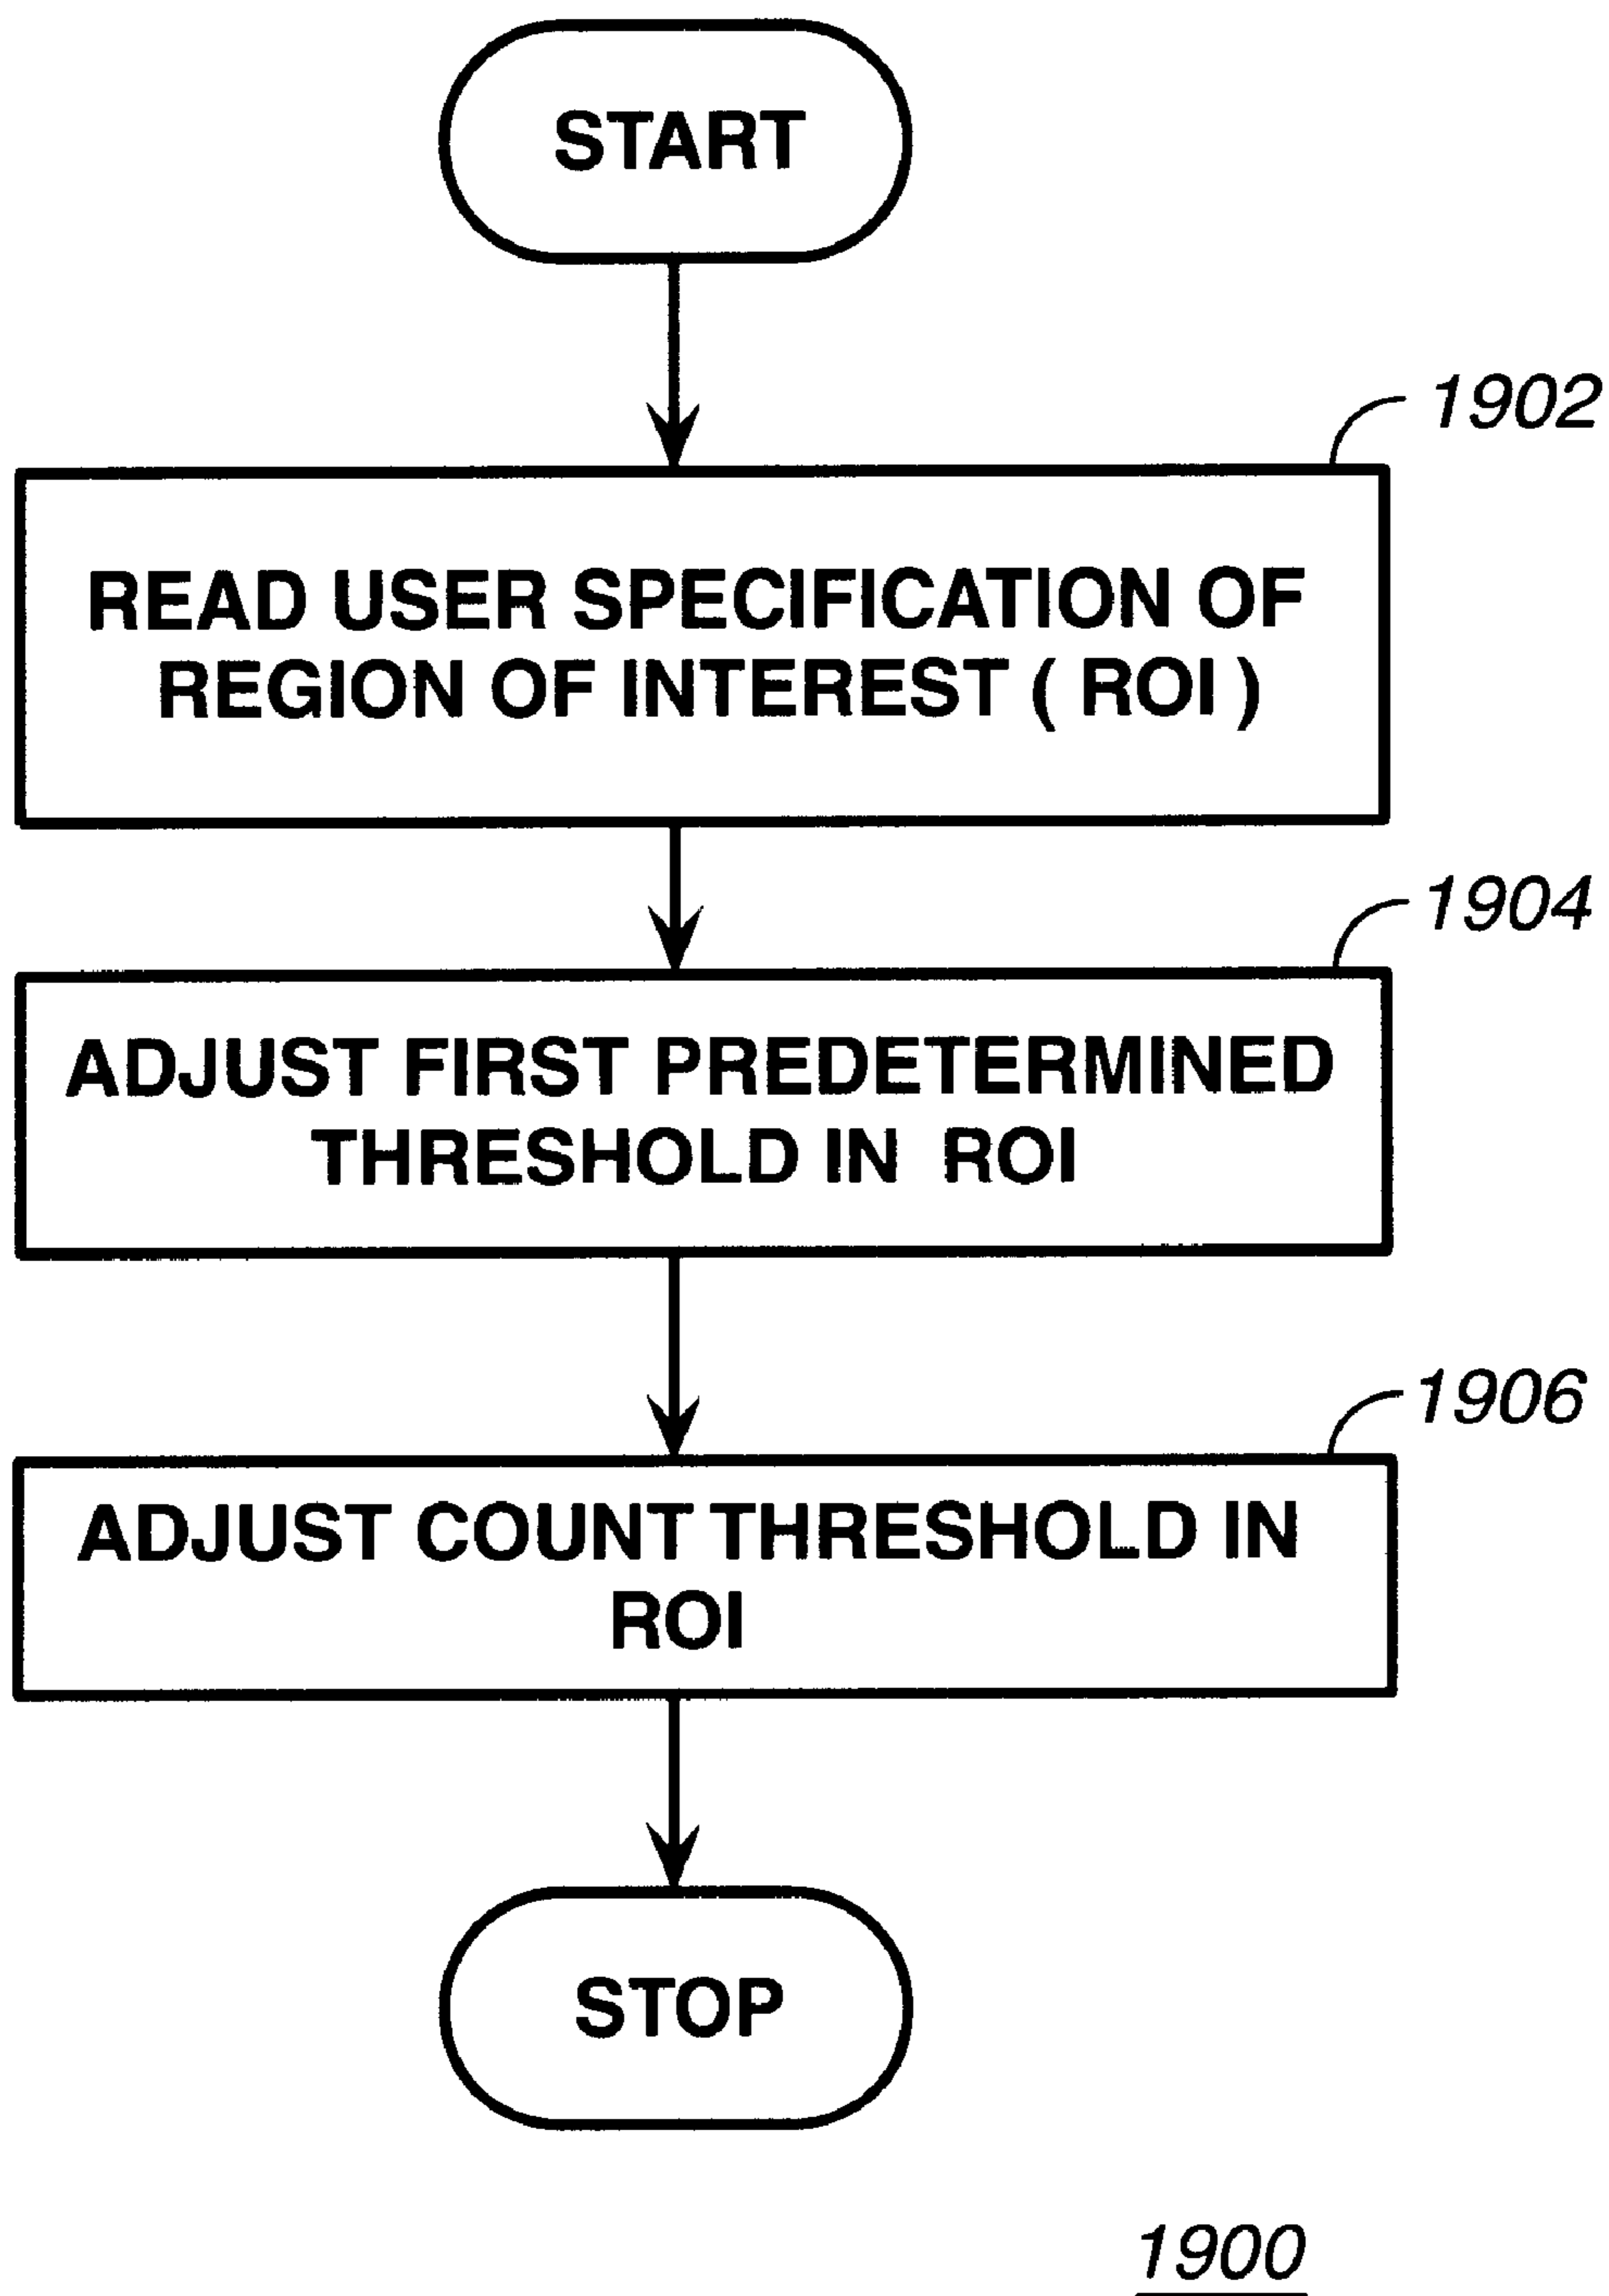 START
1902
READ USER SPECIFICATION OF
REGION OF INTEREST ( ROI )
1904
ADJUST FIRST PREDETERMINED
THRESHOLD IN ROI
1906
ADJUST COUNT THRESHOLD IN
ROI
STOP
1900